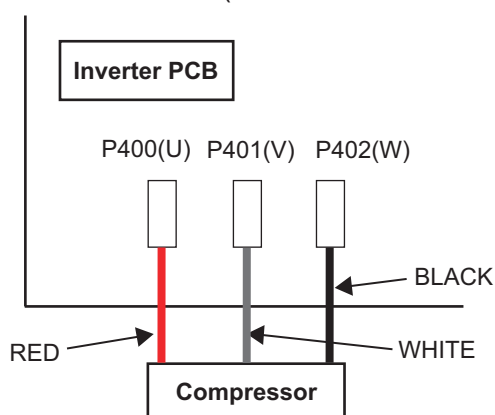 (
Inverter PCB
P400(U) P401(V) P402(W)
BLACK
RED
WHITE
Compressor